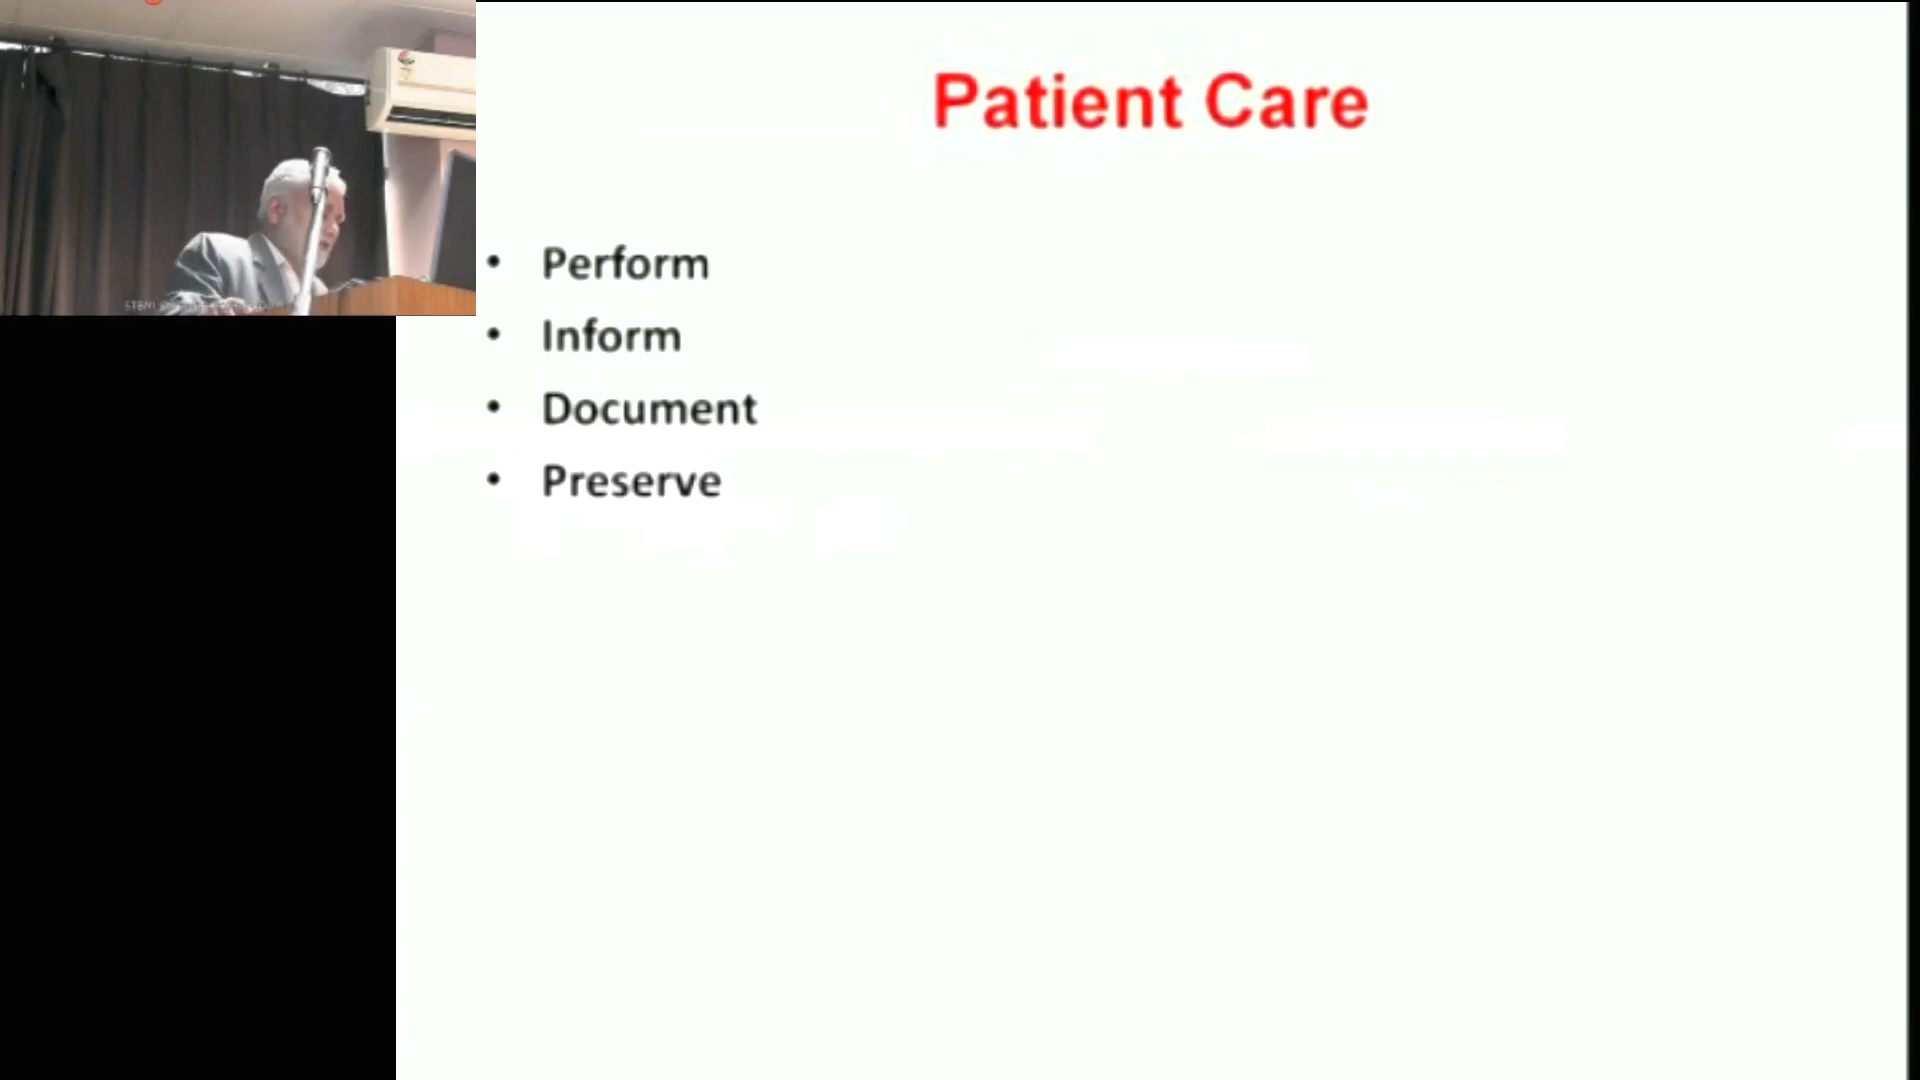 Patient Care
• Perform
• Inform
• Document
• Preserve